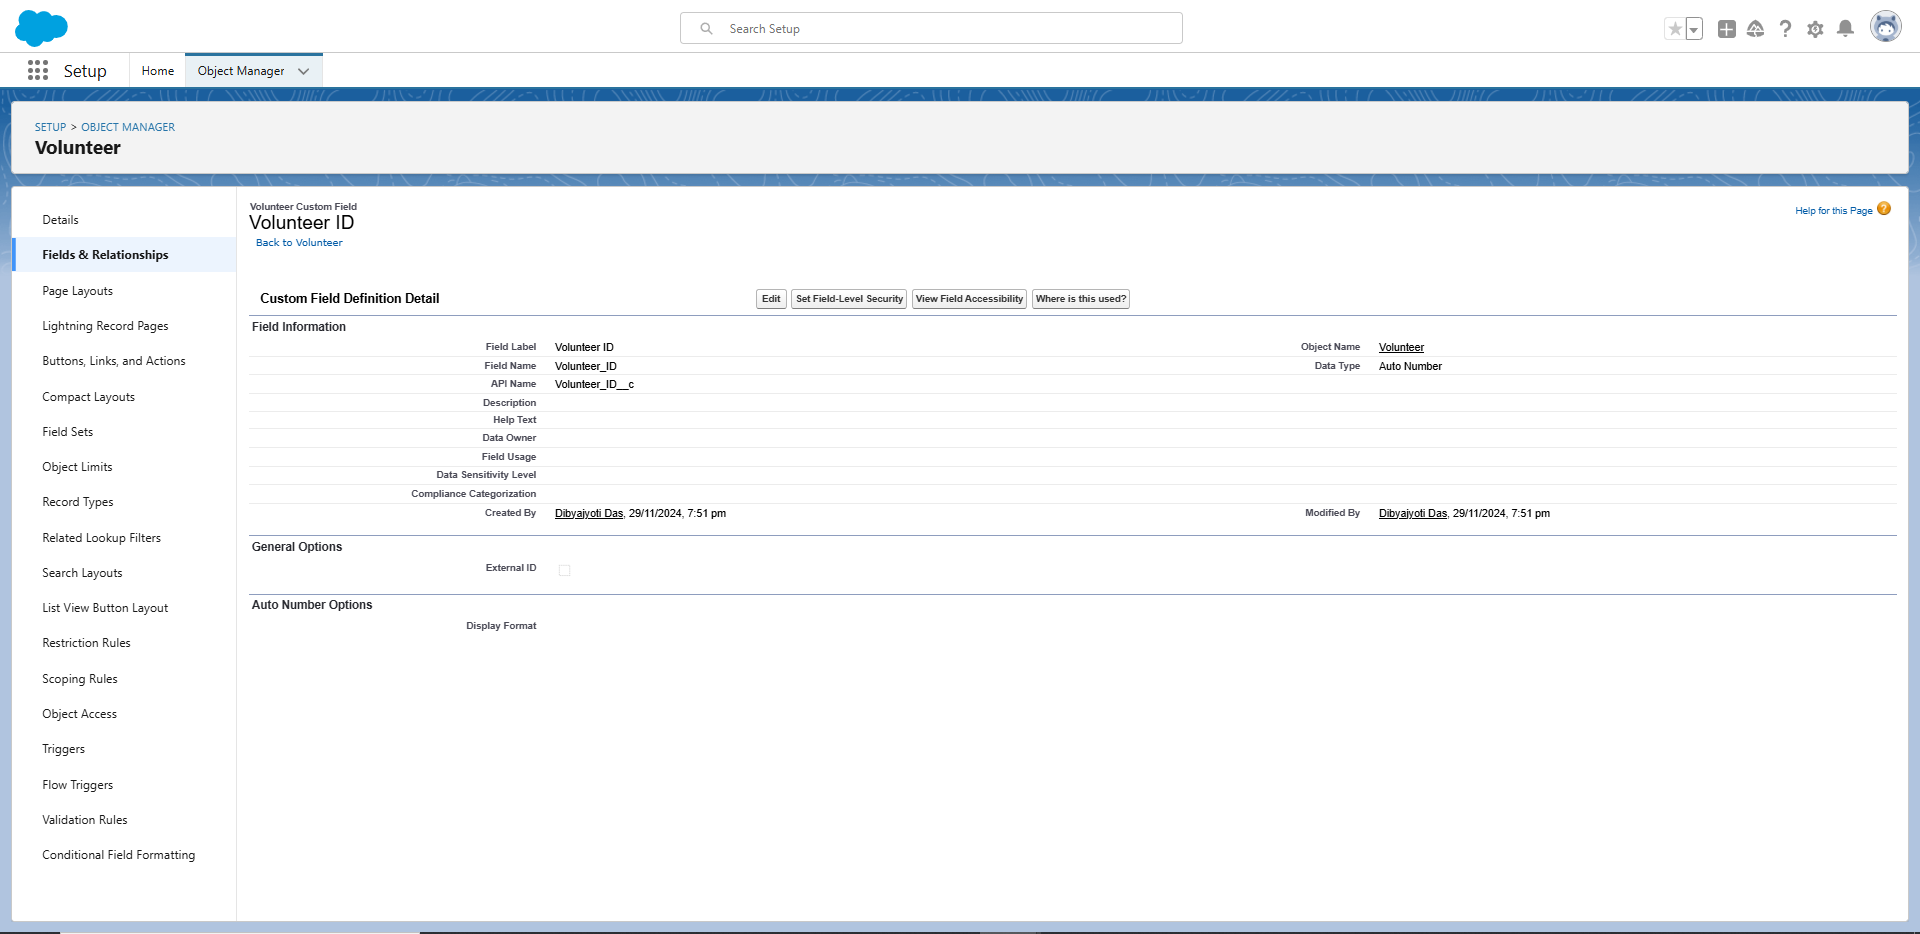 Search Setup
Setup
Home
Object Manager
SETUP > OBJECT MANAGER
Volunteer
Details
Fields & Relationships
Page Layouts
Lightning Record Pages
Buttons, Links, and Actions
Compact Layouts
Field Sets
Object Limits
Record Types
Related Lookup Filters
Search Layouts
List View Button Layout
Restriction Rules
Scoping Rules
Object Access
Triggers
Flow Triggers
Validation Rules
Conditional Field Formatting
Volunteer Custom Field
Volunteer ID
Back to Volunteer
Help for this Page ?
Custom Field Definition Detail
Edit
Set Field-Level Security
View Field Accessibility
Where is this used?
Field Information
Field Label Volunteer ID
Object Name Volunteer
Field Name Volunteer_ID
Data Type Auto Number
API Name Volunteer_ID__c
Description
Help Text
Data Owner
Field Usage
Data Sensitivity Level
Compliance Categorization
Created By Dibyajyoti Das, 29/11/2024, 7:51 pm
Modified By Dibyajyoti Das, 29/11/2024, 7:51 pm
General Options
External ID
Auto Number Options
Display Format